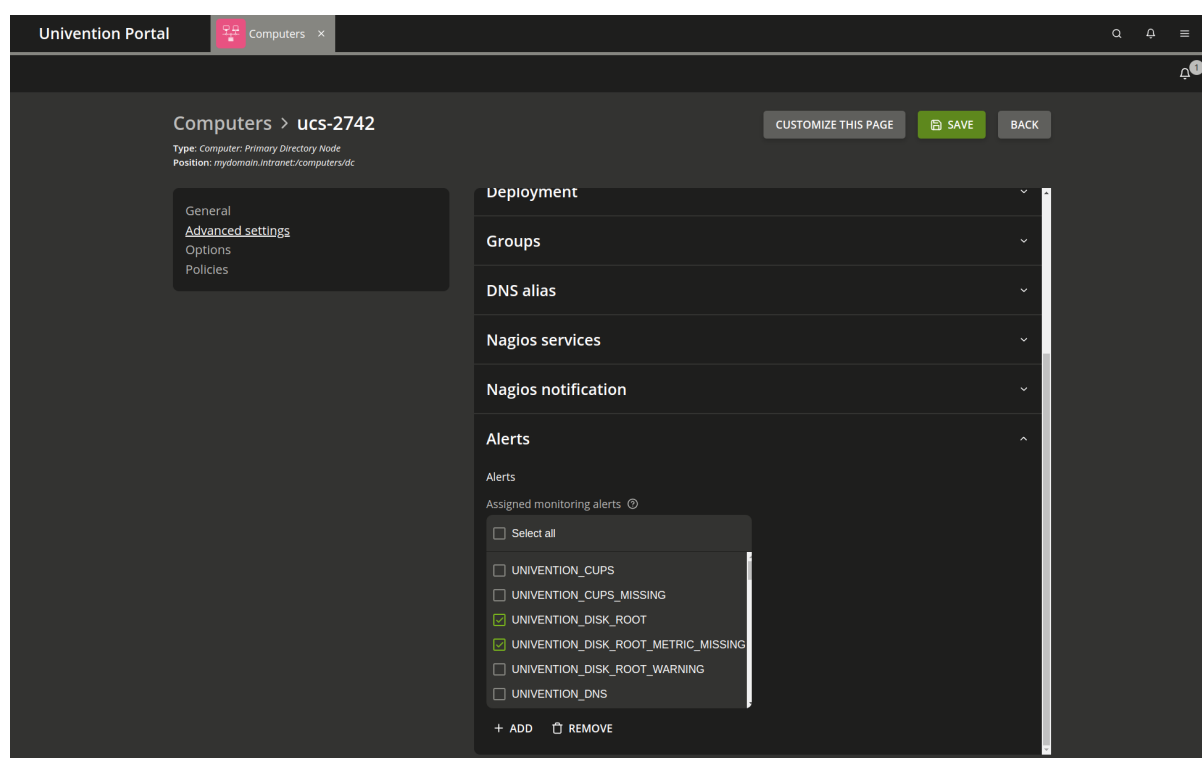 Univention Portal
Computers ×
1
Computers > ucs-2742
CUSTOMIZE THIS PAGE
SAVE
BACK
Type: Computer: Primary Directory Node
Position: mydomain.intranet:/computers/dc
General
Advanced settings
Options
Policies
Deployment
Groups
DNS alias
Nagios services
Nagios notification
Alerts
Alerts
Assigned monitoring alerts
Select all
UNIVENTION_CUPS
UNIVENTION_CUPS_MISSING
UNIVENTION_DISK_ROOT
UNIVENTION_DISK_ROOT_METRIC_MISSING
UNIVENTION_DISK_ROOT_WARNING
UNIVENTION_DNS
+ ADD
REMOVE